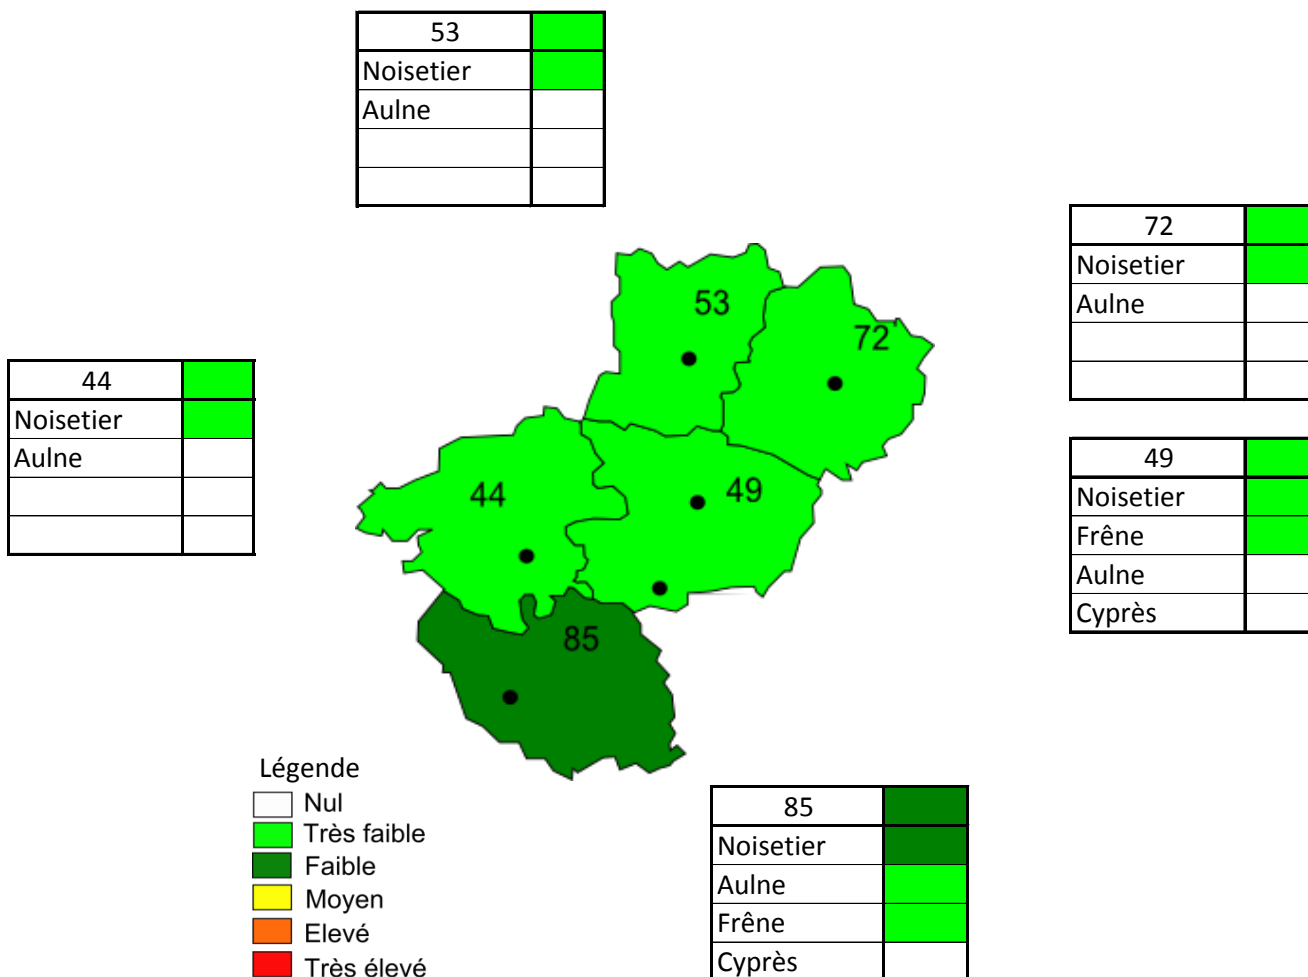 53
Noisetier
Aulne
72
Noisetier
Aulne
53
72
44
Noisetier
Aulne
49
Noisetier
Frêne
Aulne
Cyprès
44
49
85
Légende
Nul
Très faible
Faible
Moyen
Elevé
Très élevé
85
Noisetier
Aulne
Frêne
Cyprès